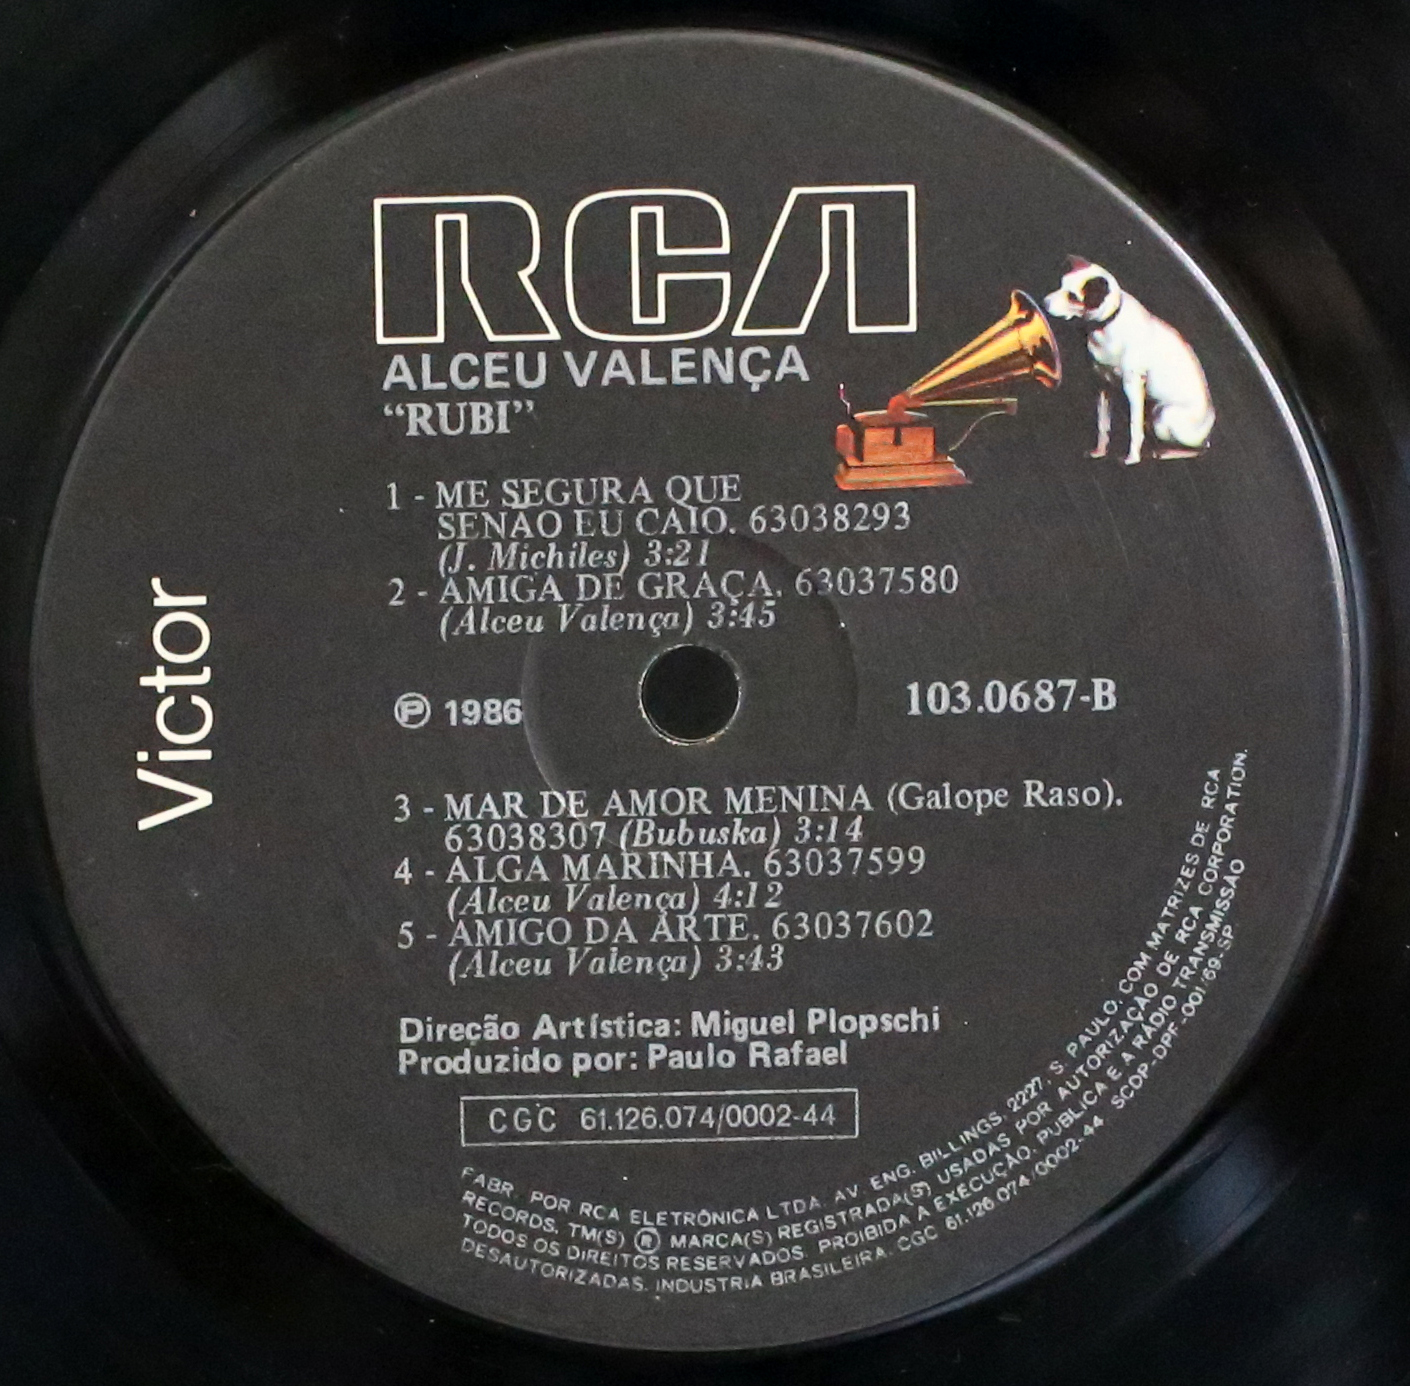 RCA
ALCEU VALENÇA
“RUBI”
1 - ME SEGURA QUE
SENÃO EU CAIO. 63038293
(J. Michiles) 3:21
2 - AMIGA DE GRAÇA. 63037580
(Alceu Valença) 3:45
Victor
Ⓟ 1986
103.0687-B
3 - MAR DE AMOR MENINA (Galope Raso).
63038307 (Bubuska) 3:14
4 - ALGA MARINHA. 63037599
(Alceu Valença) 4:12
5 - AMIGO DA ARTE. 63037602
(Alceu Valença) 3:43
Direção Artística: Miguel Plopschi
Produzido por: Paulo Rafael
CGC 61.126.074/0002-44
FABR. POR RCA ELETRÔNICA LTDA. AV. ENG. BILLINGS, 2227, S. PAULO, COM MATRIZES DE RCA
RECORDS, TM(S) ® MARCA(S) REGISTRADA(S) USADAS POR AUTORIZAÇÃO DE RCA CORPORATION.
TODOS OS DIREITOS RESERVADOS. PROIBIDA A EXECUÇÃO, PUBLICA E A RÁDIO TRANSMISSÃO
DESAUTORIZADAS. INDUSTRIA BRASILEIRA. CGC 61.126.074/0002-44 SCDP-DPF-001/69-SP